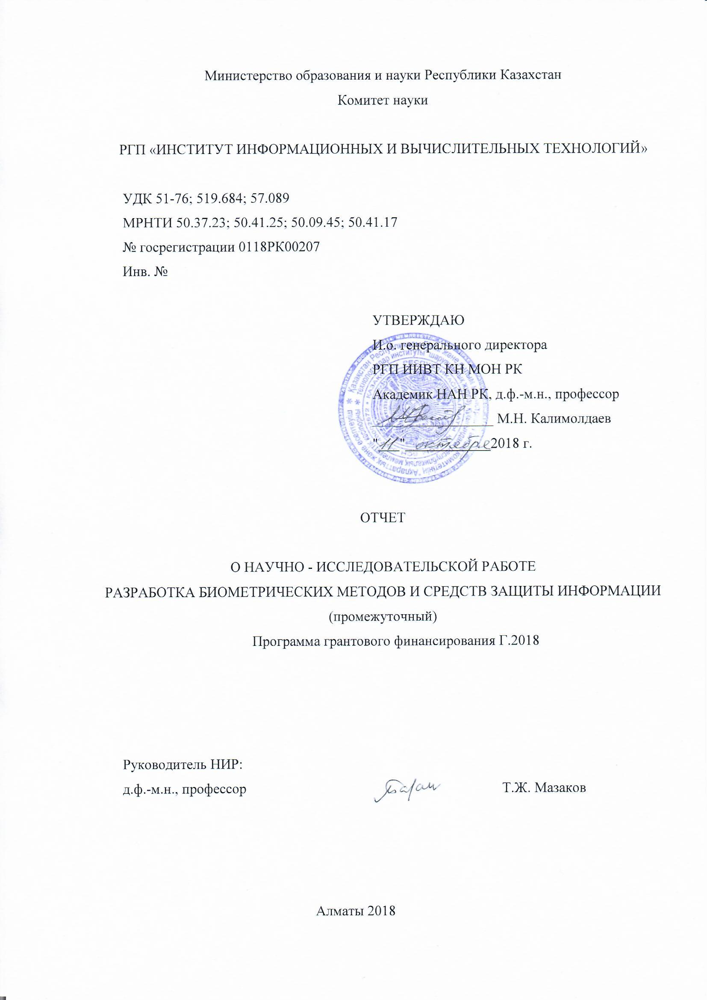 Министерство образования и науки Республики Казахстан
Комитет науки
РГП «ИНСТИТУТ ИНФОРМАЦИОННЫХ И ВЫЧИСЛИТЕЛЬНЫХ ТЕХНОЛОГИЙ»
УДК 51-76; 519.684; 57.089
МРНТИ 50.37.23; 50.41.25; 50.09.45; 50.41.17
№ госрегистрации 0118РК00207
Инв. №
УТВЕРЖДАЮ
И.о. генерального директора
РГП ИИВТ КН МОН РК
Академик НАН РК, д.ф.-м.н., профессор
М.Н. Калимолдаев
"11" октября 2018 г.
ОТЧЕТ
О НАУЧНО - ИССЛЕДОВАТЕЛЬСКОЙ РАБОТЕ
РАЗРАБОТКА БИОМЕТРИЧЕСКИХ МЕТОДОВ И СРЕДСТВ ЗАЩИТЫ ИНФОРМАЦИИ
(промежуточный)
Программа грантового финансирования Г.2018
Руководитель НИР:
д.ф.-м.н., профессор Т.Ж. Мазаков
Алматы 2018